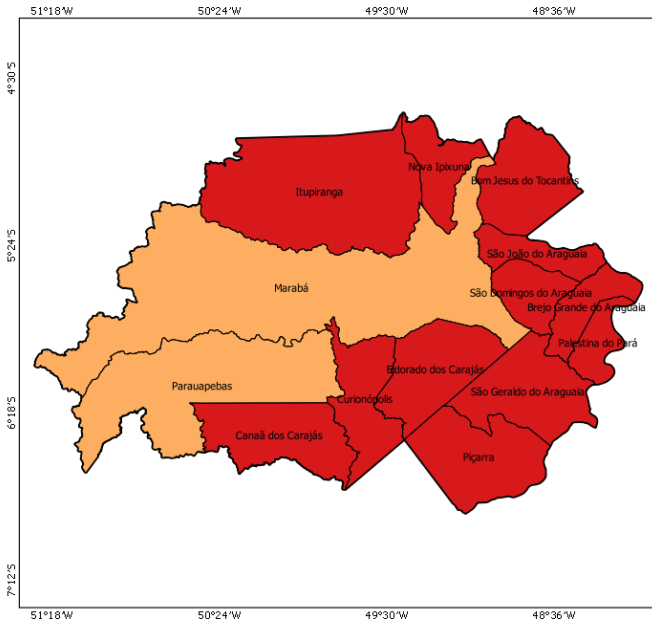 51°18′W 50°24′W 49°30′W 48°36′W
4°30′S
Nova Ipixuna
Bom Jesus do Tocantins
Itupiranga
5°24′S
São João do Araguaia
Marabá
São Domingos do Araguaia
Brejo Grande do Araguaia
Palestina do Pará
Eldorado dos Carajás
Parauapebas
São Geraldo do Araguaia
Curionópolis
6°18′S
Canaã dos Carajás
Piçarra
7°12′S
51°18′W 50°24′W 49°30′W 48°36′W